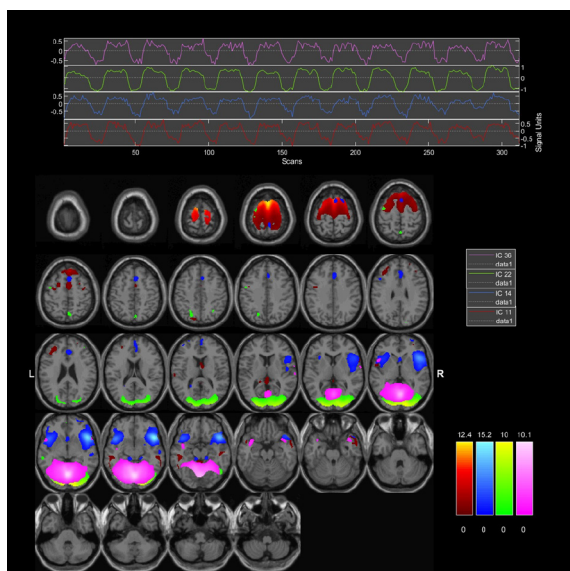 0.5
0
-0.5
1
0
-1
0.5
0
-0.5
0.5
0
-0.5
-1
50 100 150 200 250 300
Scans
Signal Units
IC 36
data1
IC 22
data1
IC 14
data1
IC 11
data1
L R
12.4 15.2 10 10.1
0 0 0 0